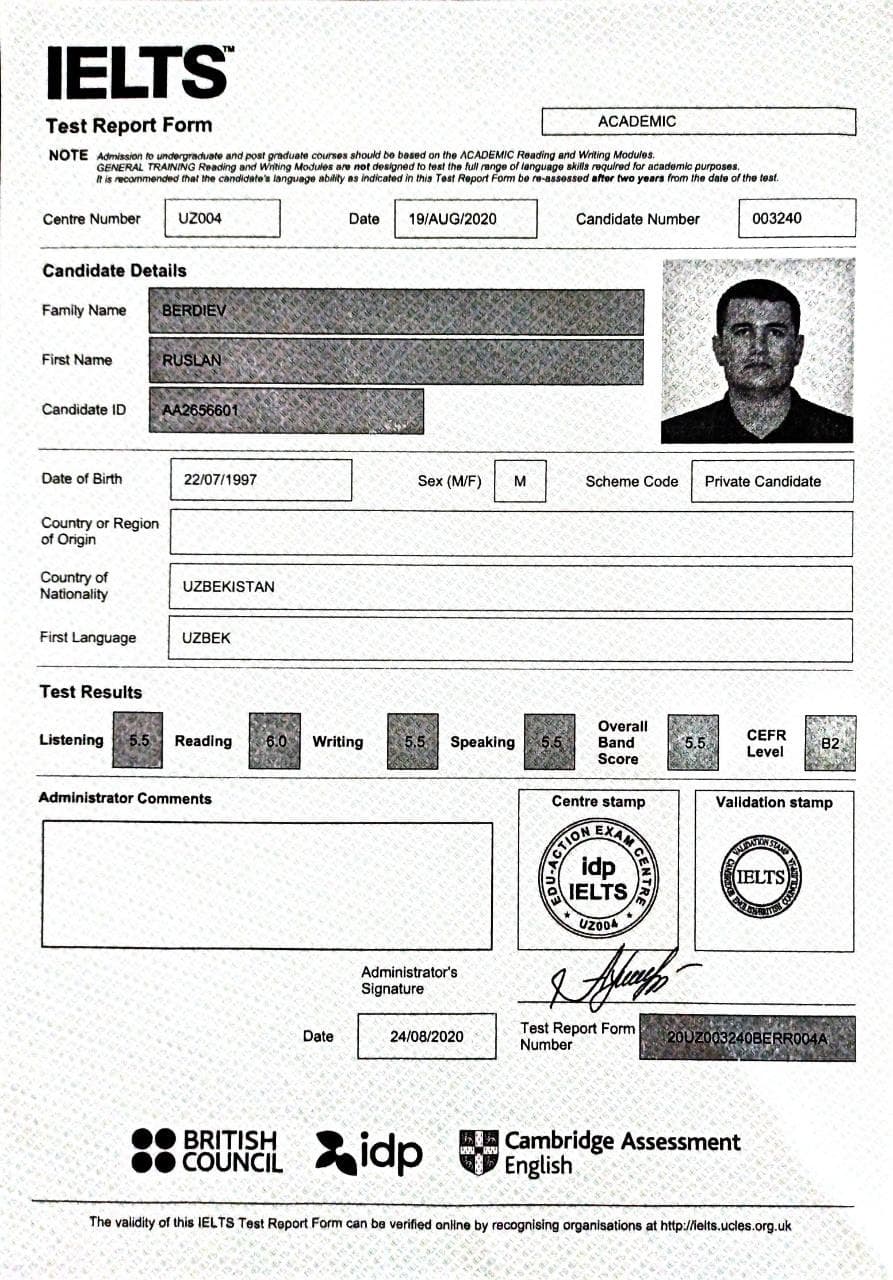 IELTS™
Test Report Form
ACADEMIC
NOTE Admission to undergraduate and post graduate courses should be based on the ACADEMIC Reading and Writing Modules.
GENERAL TRAINING Reading and Writing Modules are not designed to test the full range of language skills required for academic purposes.
It is recommended that the candidate's language ability as indicated in this Test Report Form be re-assessed after two years from the date of the test.
Centre Number UZ004 Date 19/AUG/2020 Candidate Number 003240
Candidate Details
Family Name BERDIEV
First Name RUSLAN
Candidate ID AA2656601
Date of Birth 22/07/1997 Sex (M/F) M Scheme Code Private Candidate
Country or Region
of Origin
Country of
Nationality UZBEKISTAN
First Language UZBEK
Test Results
Listening 5.5 Reading 6.0 Writing 5.5 Speaking 5.5 Overall Band Score 5.5 CEFR Level B2
Administrator Comments
Centre stamp
EDU-ACTION EXAM CENTRE
idp
IELTS
UZ004
Validation stamp
VALIDATION STAMP
IELTS
Administrator's
Signature
Date 24/08/2020
Test Report Form
Number 20UZ003240BERR004A
BRITISH
COUNCIL
idp
Cambridge Assessment
English
The validity of this IELTS Test Report Form can be verified online by recognising organisations at http://ielts.ucles.org.uk